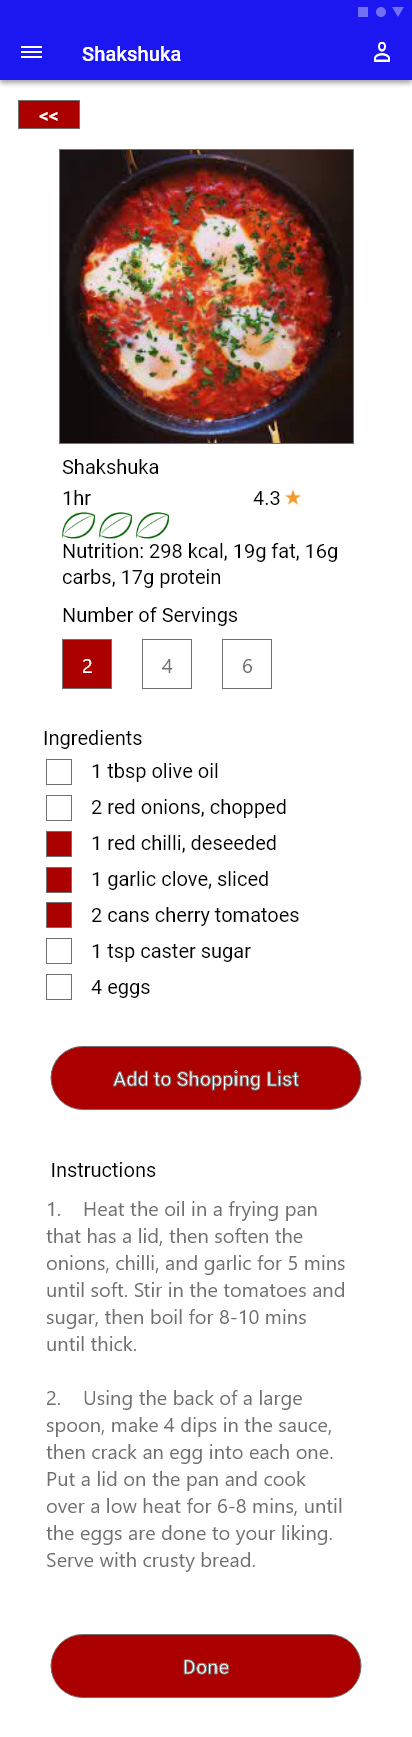 Shakshuka
<<
Shakshuka
1hr 4.3
Nutrition: 298 kcal, 19g fat, 16g
carbs, 17g protein
Number of Servings
2 4 6
Ingredients
1 tbsp olive oil
2 red onions, chopped
1 red chilli, deseeded
1 garlic clove, sliced
2 cans cherry tomatoes
1 tsp caster sugar
4 eggs
Add to Shopping List
Instructions
1. Heat the oil in a frying pan
that has a lid, then soften the
onions, chilli, and garlic for 5 mins
until soft. Stir in the tomatoes and
sugar, then boil for 8-10 mins
until thick.
2. Using the back of a large
spoon, make 4 dips in the sauce,
then crack an egg into each one.
Put a lid on the pan and cook
over a low heat for 6-8 mins, until
the eggs are done to your liking.
Serve with crusty bread.
Done